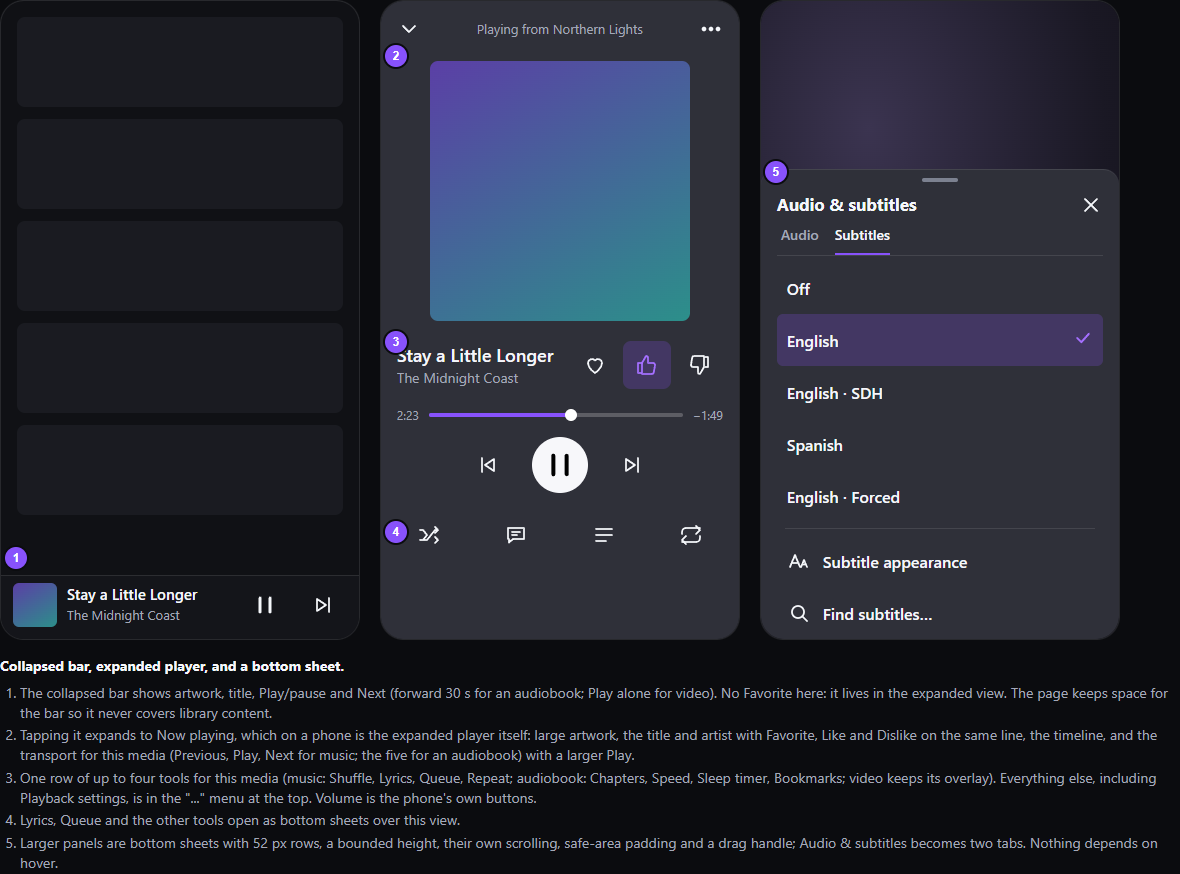 Playing from Northern Lights
2
3
Stay a Little Longer
The Midnight Coast
2:23
−1:49
4
5
Audio & subtitles
Audio Subtitles
Off
English
English · SDH
Spanish
English · Forced
Subtitle appearance
Find subtitles...
1
Stay a Little Longer
The Midnight Coast
Collapsed bar, expanded player, and a bottom sheet.
1. The collapsed bar shows artwork, title, Play/pause and Next (forward 30 s for an audiobook; Play alone for video). No Favorite here: it lives in the expanded view. The page keeps space for
the bar so it never covers library content.
2. Tapping it expands to Now playing, which on a phone is the expanded player itself: large artwork, the title and artist with Favorite, Like and Dislike on the same line, the timeline, and the
transport for this media (Previous, Play, Next for music; the five for an audiobook) with a larger Play.
3. One row of up to four tools for this media (music: Shuffle, Lyrics, Queue, Repeat; audiobook: Chapters, Speed, Sleep timer, Bookmarks; video keeps its overlay). Everything else, including
Playback settings, is in the "..." menu at the top. Volume is the phone's own buttons.
4. Lyrics, Queue and the other tools open as bottom sheets over this view.
5. Larger panels are bottom sheets with 52 px rows, a bounded height, their own scrolling, safe-area padding and a drag handle; Audio & subtitles becomes two tabs. Nothing depends on
hover.